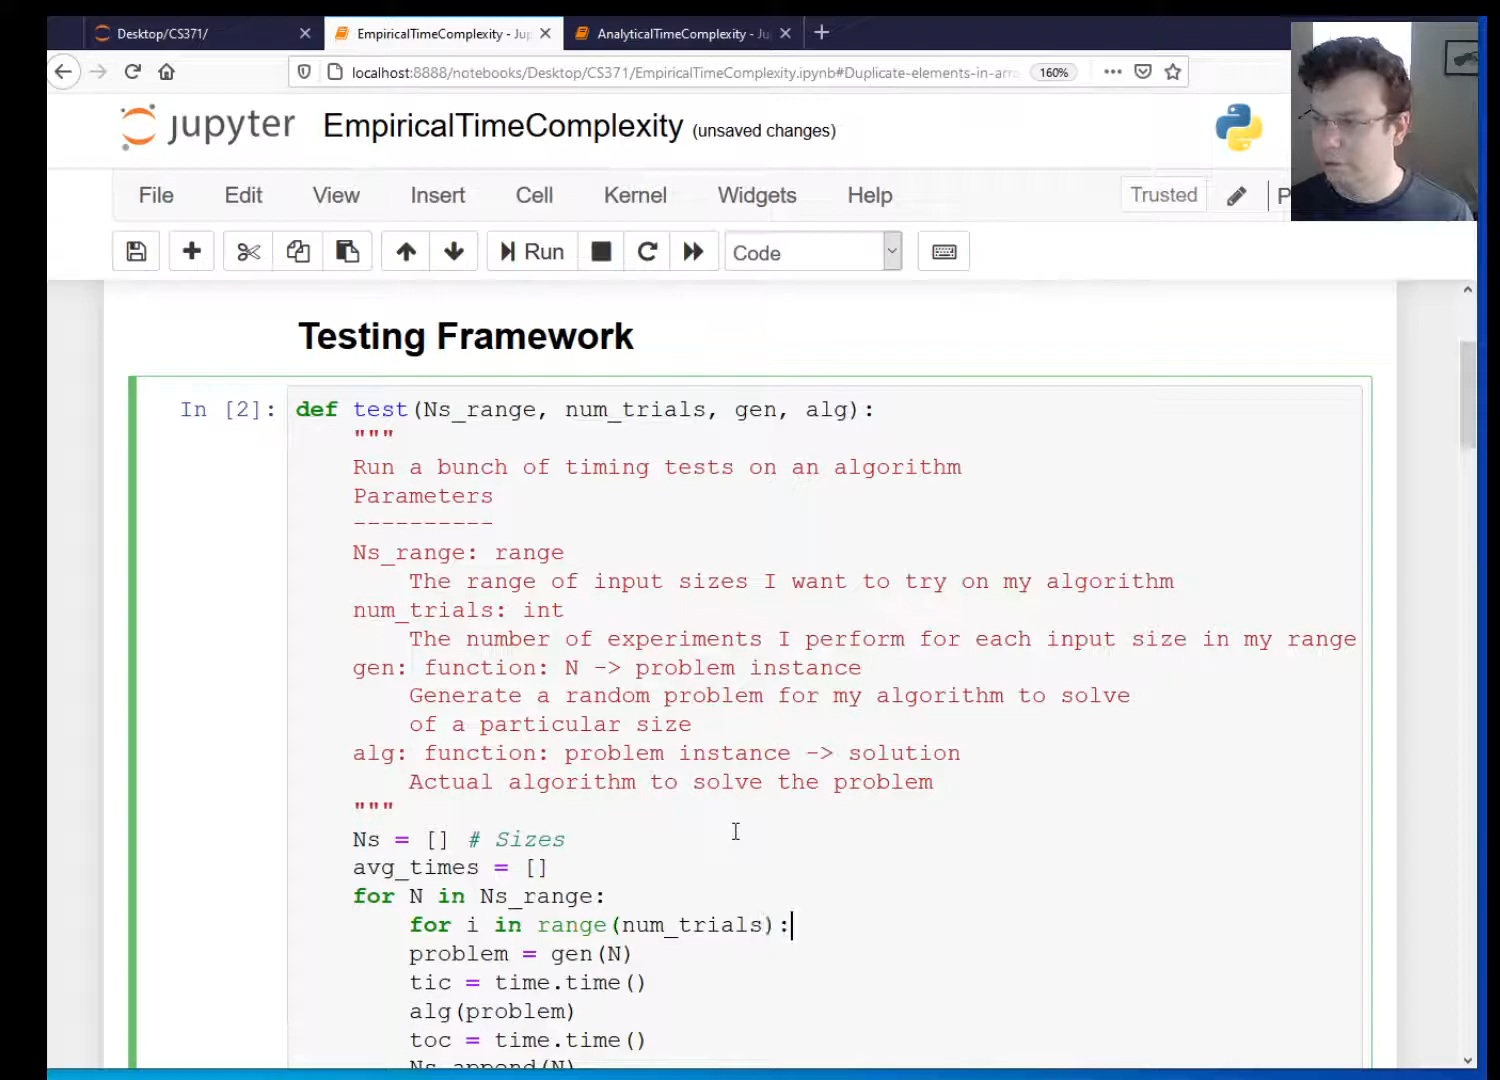 Desktop/CS371/
EmpiricalTimeComplexity - Jup
AnalyticalTimeComplexity - Ju
localhost:8888/notebooks/Desktop/CS371/EmpiricalTimeComplexity.ipynb#Duplicate-elements-in-arra
160%
jupyter EmpiricalTimeComplexity (unsaved changes)
File Edit View Insert Cell Kernel Widgets Help Trusted P
Run Code
Testing Framework
In [2]: def test(Ns_range, num_trials, gen, alg):
"""
Run a bunch of timing tests on an algorithm
Parameters
----------
Ns_range: range
The range of input sizes I want to try on my algorithm
num_trials: int
The number of experiments I perform for each input size in my range
gen: function: N -> problem instance
Generate a random problem for my algorithm to solve
of a particular size
alg: function: problem instance -> solution
Actual algorithm to solve the problem
"""
Ns = [] # Sizes
avg_times = []
for N in Ns_range:
for i in range(num_trials):
problem = gen(N)
tic = time.time()
alg(problem)
toc = time.time()
Ns.append(N)